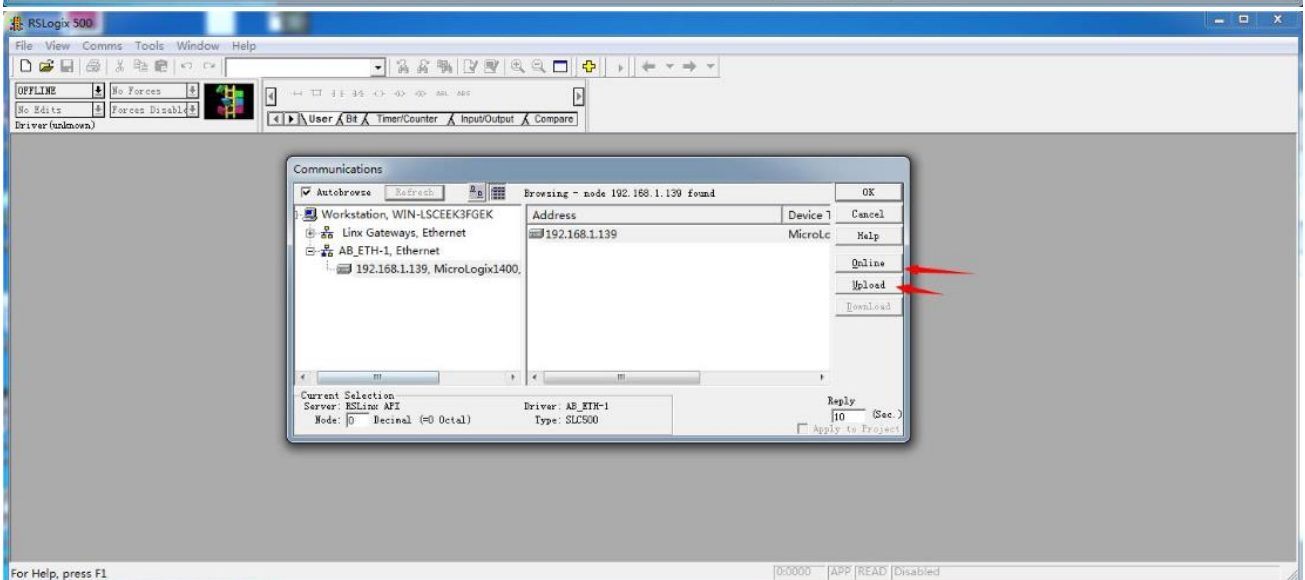 RSLogix 500
File View Comms Tools Window Help
OFFLINE No Forces
No Edits Forces Disabled
Driver (unknown)
User Bit Timer/Counter Input/Output Compare
Communications
Autobrowse Refresh Browsing - node 192.168.1.139 found
Workstation, WIN-LSCEEK3FGEK
Linx Gateways, Ethernet
AB_ETH-1, Ethernet
192.168.1.139, MicroLogix1400,
Address Device T
192.168.1.139 MicroLo
OK
Cancel
Help
Online
Upload
Download
Current Selection
Server: RSLinx API Driver: AB_ETH-1
Node: 0 Decimal (=0 Octal) Type: SLC500
Reply
10 (Sec.)
Apply to Project
For Help, press F1 0:0000 APP READ Disabled